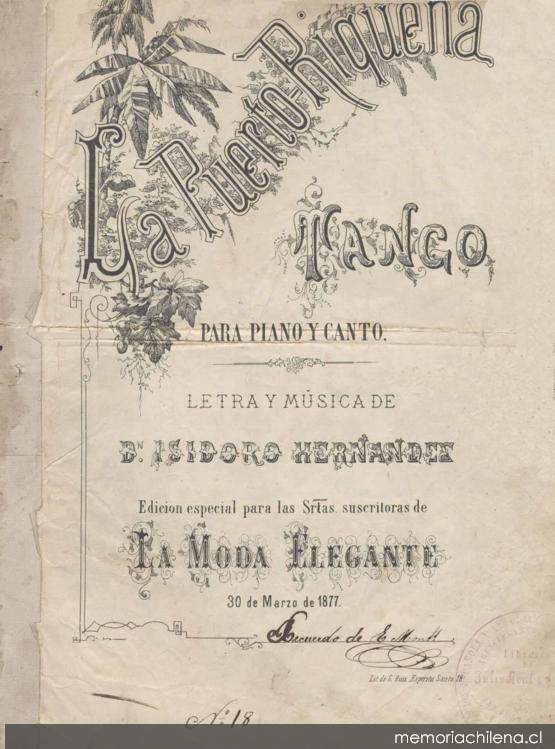 La Puerto-Riqueña
TANGO
PARA PIANO Y CANTO.
LETRA Y MÚSICA DE
DN. ISIDORO HERNANDEZ
Edicion especial para las Srtas. suscritoras de
LA MODA ELEGANTE
30 de Marzo de 1877.
Recuerdo de E. Montt
Lit. de G. Ruiz, Espiritu Santo 18
No. 18
memoriachilena.cl